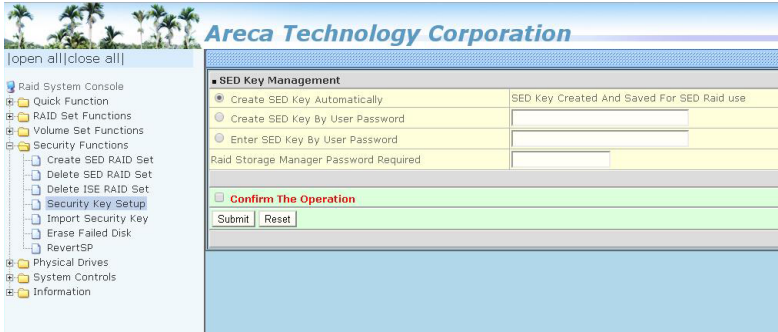 Areca Technology Corporation
|open all|close all|
Raid System Console
Quick Function
RAID Set Functions
Volume Set Functions
Security Functions
Create SED RAID Set
Delete SED RAID Set
Delete ISE RAID Set
Security Key Setup
Import Security Key
Erase Failed Disk
RevertSP
Physical Drives
System Controls
Information
SED Key Management
Create SED Key Automatically SED Key Created And Saved For SED Raid use
Create SED Key By User Password
Enter SED Key By User Password
Raid Storage Manager Password Required
Confirm The Operation
Submit Reset